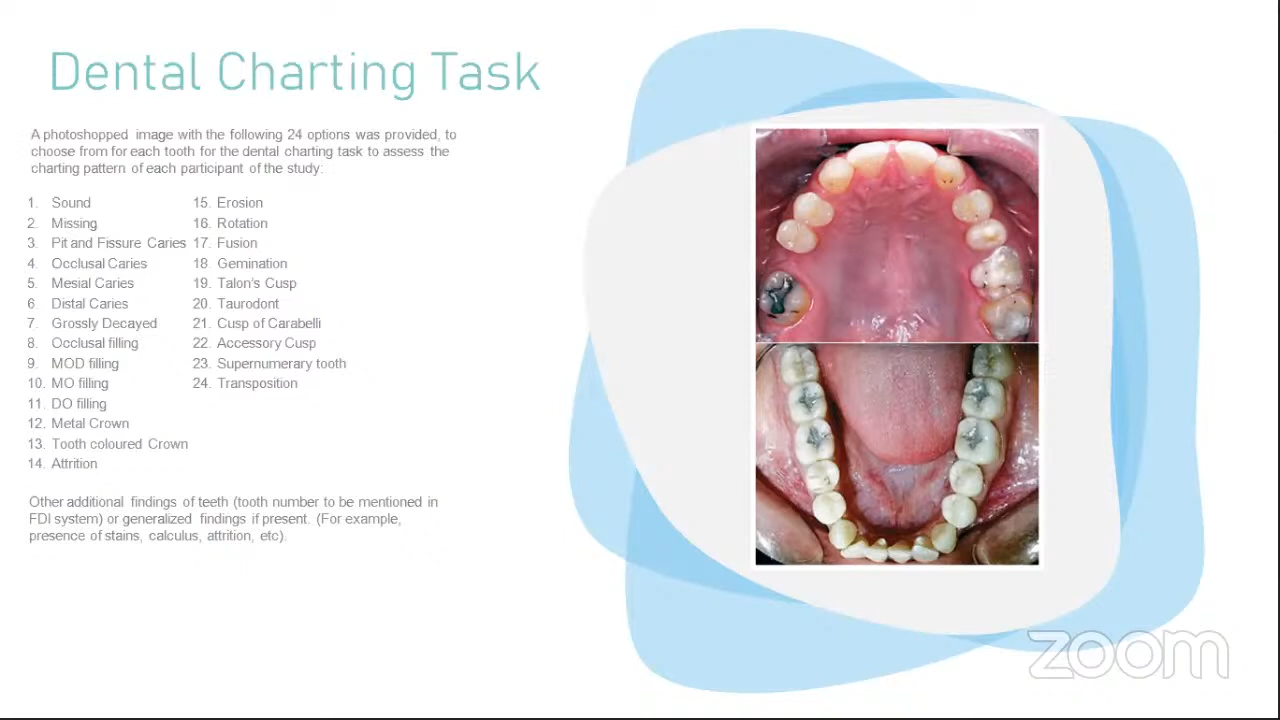 Dental Charting Task
A photoshopped image with the following 24 options was provided, to
choose from for each tooth for the dental charting task to assess the
charting pattern of each participant of the study:
1. Sound
2. Missing
3. Pit and Fissure Caries
4. Occlusal Caries
5. Mesial Caries
6 Distal Caries
7. Grossly Decayed
8. Occlusal filling
9. MOD filling
10. MO filling
11. DO filling
12. Metal Crown
13. Tooth coloured Crown
14. Attrition
15. Erosion
16. Rotation
17. Fusion
18 Gemination
19. Talon's Cusp
20. Taurodont
21. Cusp of Carabelli
22. Accessory Cusp
23. Supernumerary tooth
24. Transposition
Other additional findings of teeth (tooth number to be mentioned in
FDI system) or generalized findings if present. (For example,
presence of stains, calculus, attrition, etc).
zoom